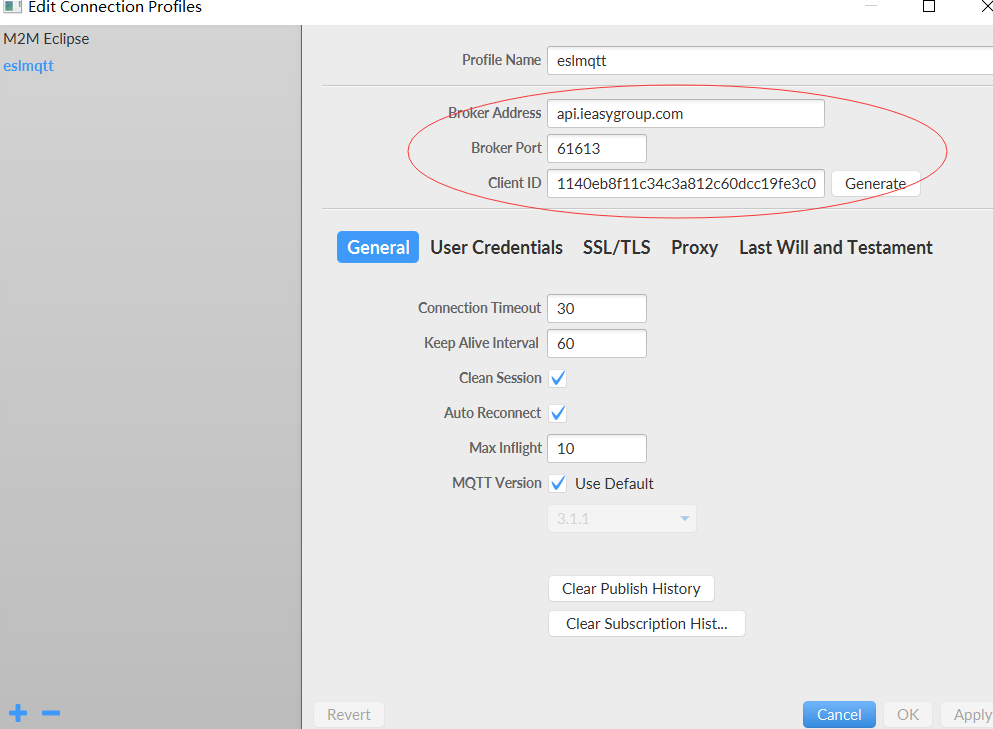 Edit Connection Profiles
M2M Eclipse
eslmqtt
Profile Name eslmqtt
Broker Address api.ieasygroup.com
Broker Port 61613
Client ID 1140eb8f11c34c3a812c60dcc19fe3c0 Generate
General User Credentials SSL/TLS Proxy Last Will and Testament
Connection Timeout 30
Keep Alive Interval 60
Clean Session
Auto Reconnect
Max Inflight 10
MQTT Version Use Default
3.1.1
Clear Publish History
Clear Subscription Hist...
Revert Cancel OK Apply